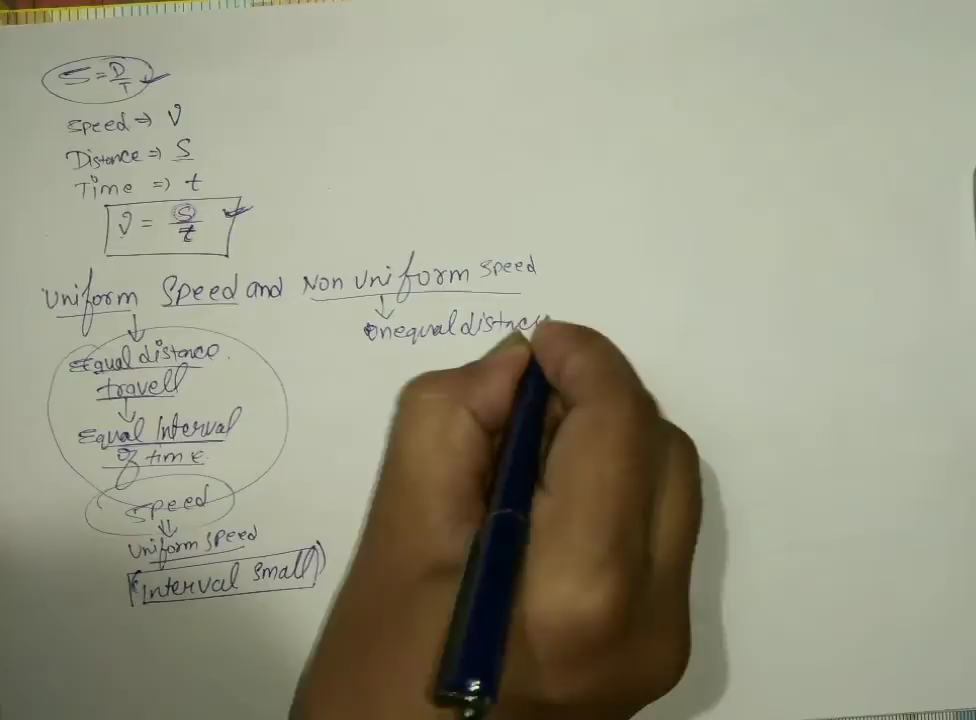 S = D/T
Speed => V
Distance => S
Time => t
V = S/t
Uniform Speed and Non Uniform Speed
Equal distance
travell
Equal Interval
of time
Speed
Uniform Speed
(Interval small)
Unequal distance